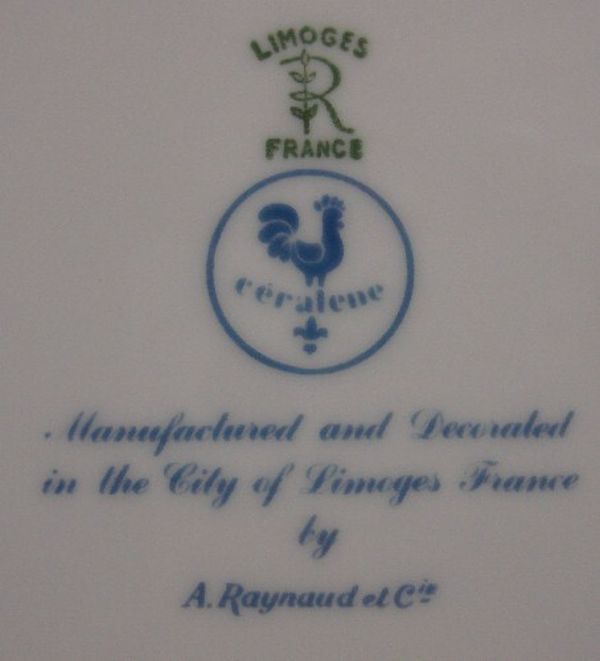 LIMOGES
R
FRANCE
céralene
Manufactured and Decorated
in the City of Limoges France
by
A. Raynaud et Cie